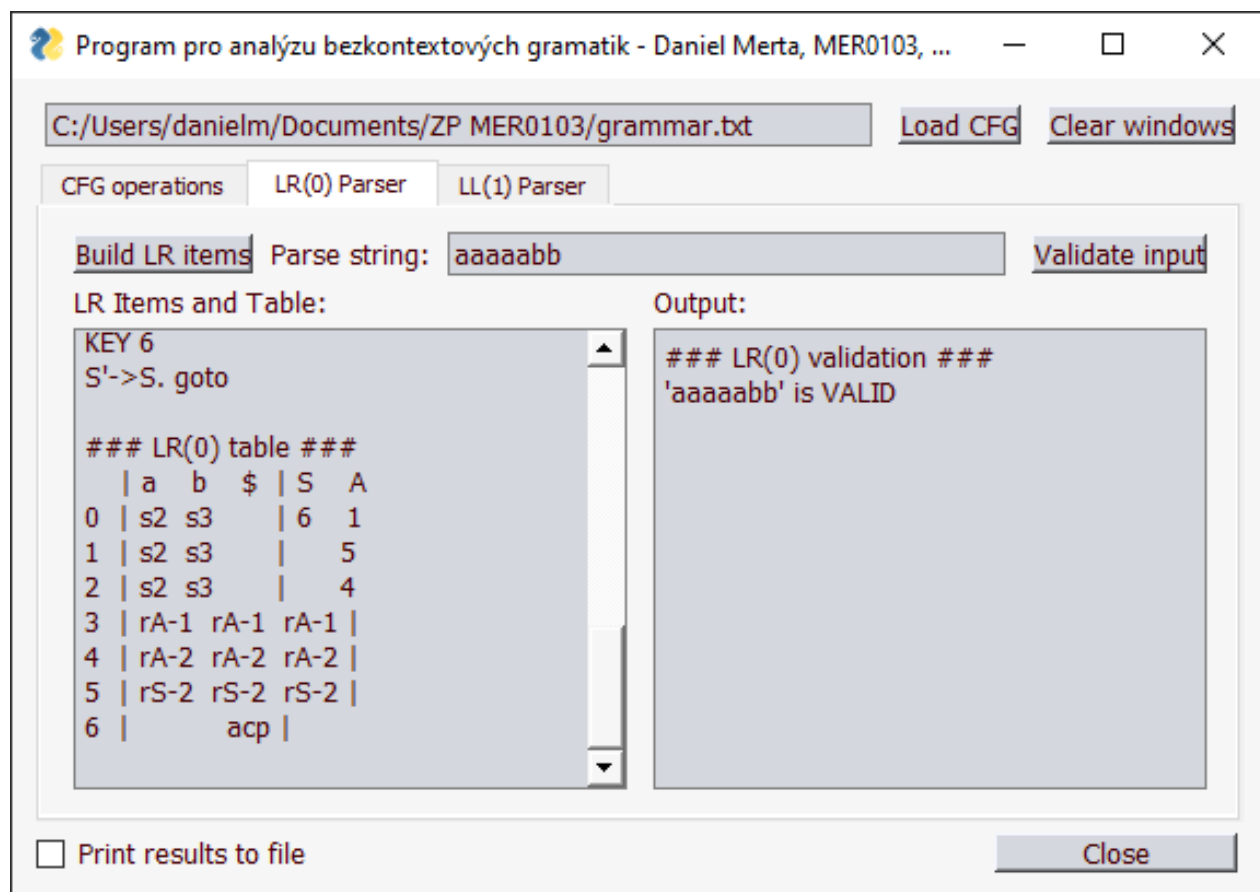 Program pro analýzu bezkontextových gramatik - Daniel Merta, MER0103, ...
C:/Users/danielm/Documents/ZP MER0103/grammar.txt Load CFG Clear windows
CFG operations LR(0) Parser LL(1) Parser
Build LR items Parse string: aaaaabb Validate input
LR Items and Table:
KEY 6
S'->S. goto
### LR(0) table ###
| a b $ | S A
0 | s2 s3 | 6 1
1 | s2 s3 | 5
2 | s2 s3 | 4
3 | rA-1 rA-1 rA-1 |
4 | rA-2 rA-2 rA-2 |
5 | rS-2 rS-2 rS-2 |
6 | acp |
Output:
### LR(0) validation ###
'aaaaabb' is VALID
Print results to file Close